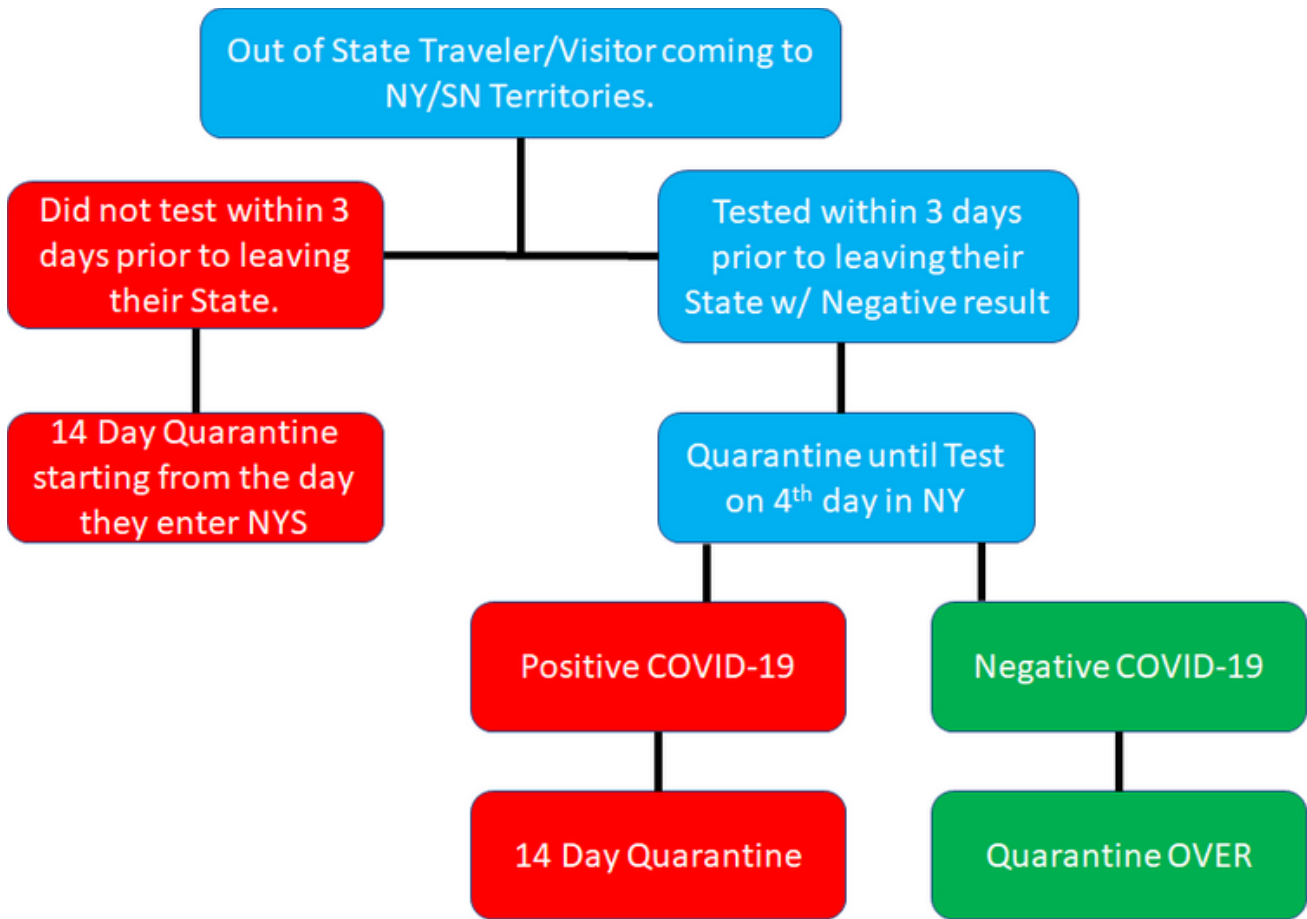 Out of State Traveler/Visitor coming to
NY/SN Territories.
Did not test within 3
days prior to leaving
their State.
Tested within 3 days
prior to leaving their
State w/ Negative result
14 Day Quarantine
starting from the day
they enter NYS
Quarantine until Test
on 4th day in NY
Positive COVID-19
Negative COVID-19
14 Day Quarantine
Quarantine OVER